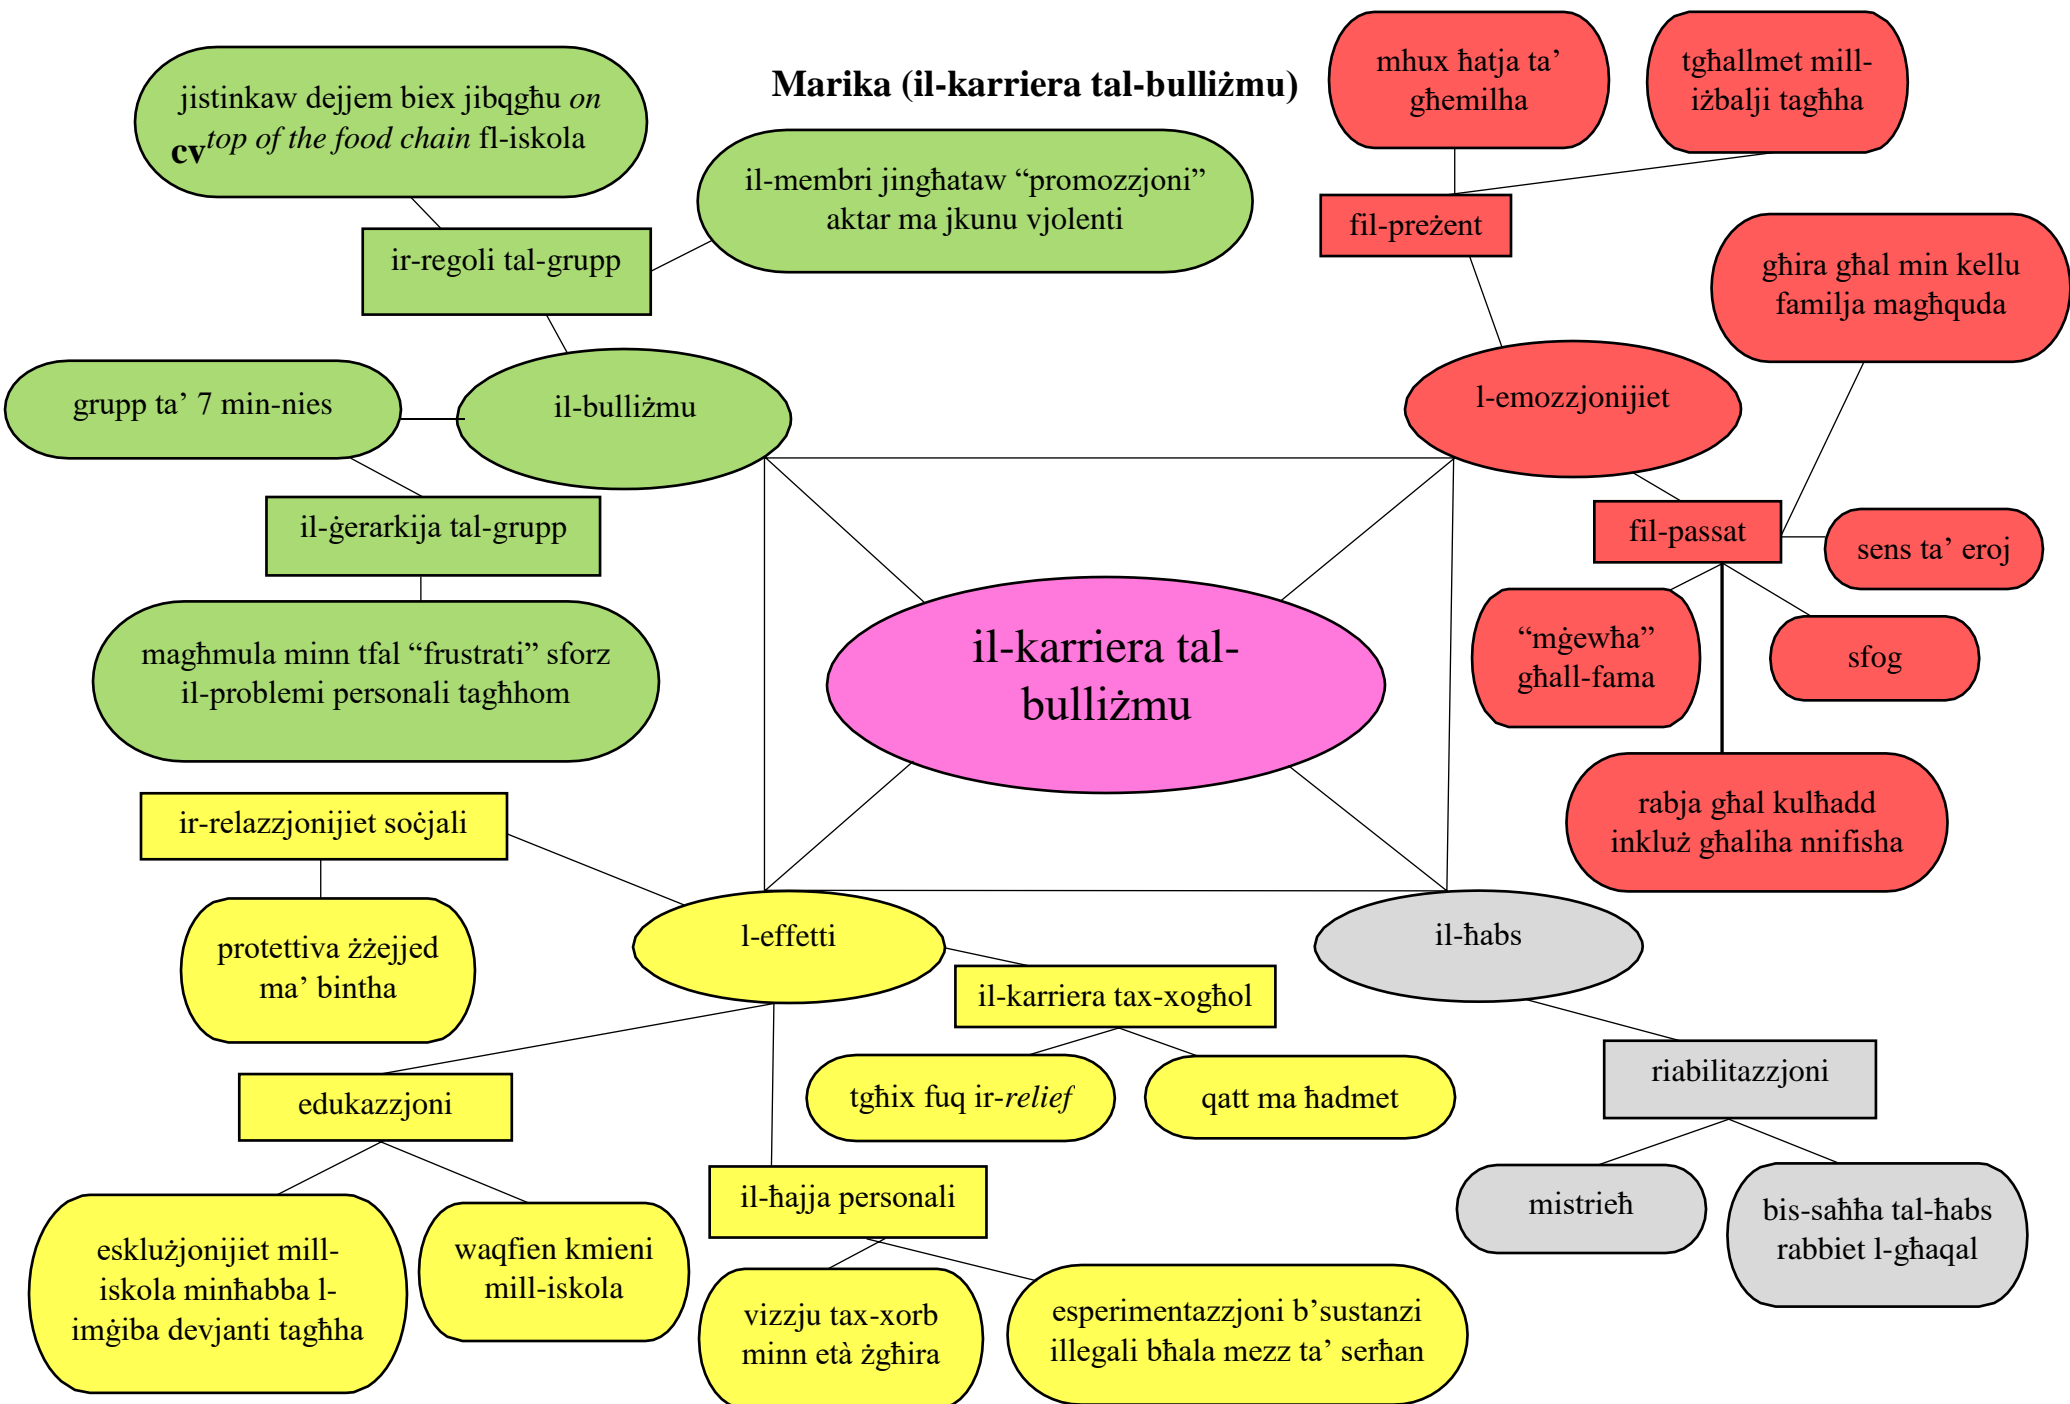 Marika (il-karriera tal-bulliżmu)
jistinkaw dejjem biex jibqgħu on
top of the food chain fl-iskola
cv
il-membri jingħataw “promozzjoni”
aktar ma jkunu vjolenti
ir-regoli tal-grupp
grupp ta’ 7 min-nies
il-bulliżmu
il-ġerarkija tal-grupp
magħmula minn tfal “frustrati” sforz
il-problemi personali tagħhom
mhux ħatja ta’
għemilha
tgħallmet mill-
iżbalji tagħha
fil-preżent
għira għal min kellu
familja magħquda
l-emozzjonijiet
fil-passat
sens ta’ eroj
“mġewħa”
għall-fama
sfog
rabja għal kulħadd
inkluż għaliha nnifisha
il-karriera tal-
bulliżmu
ir-relazzjonijiet soċjali
protettiva żżejjed
ma’ bintha
l-effetti
il-karriera tax-xogħol
tgħix fuq ir-relief
qatt ma ħadmet
edukazzjoni
esklużjonijiet mill-
iskola minħabba l-
imġiba devjanti tagħha
waqfien kmieni
mill-iskola
il-ħajja personali
vizzju tax-xorb
minn età żgħira
esperimentazzjoni b’sustanzi
illegali bħala mezz ta’ serħan
il-ħabs
riabilitazzjoni
mistrieħ
bis-saħħa tal-ħabs
rabbiet l-għaqal